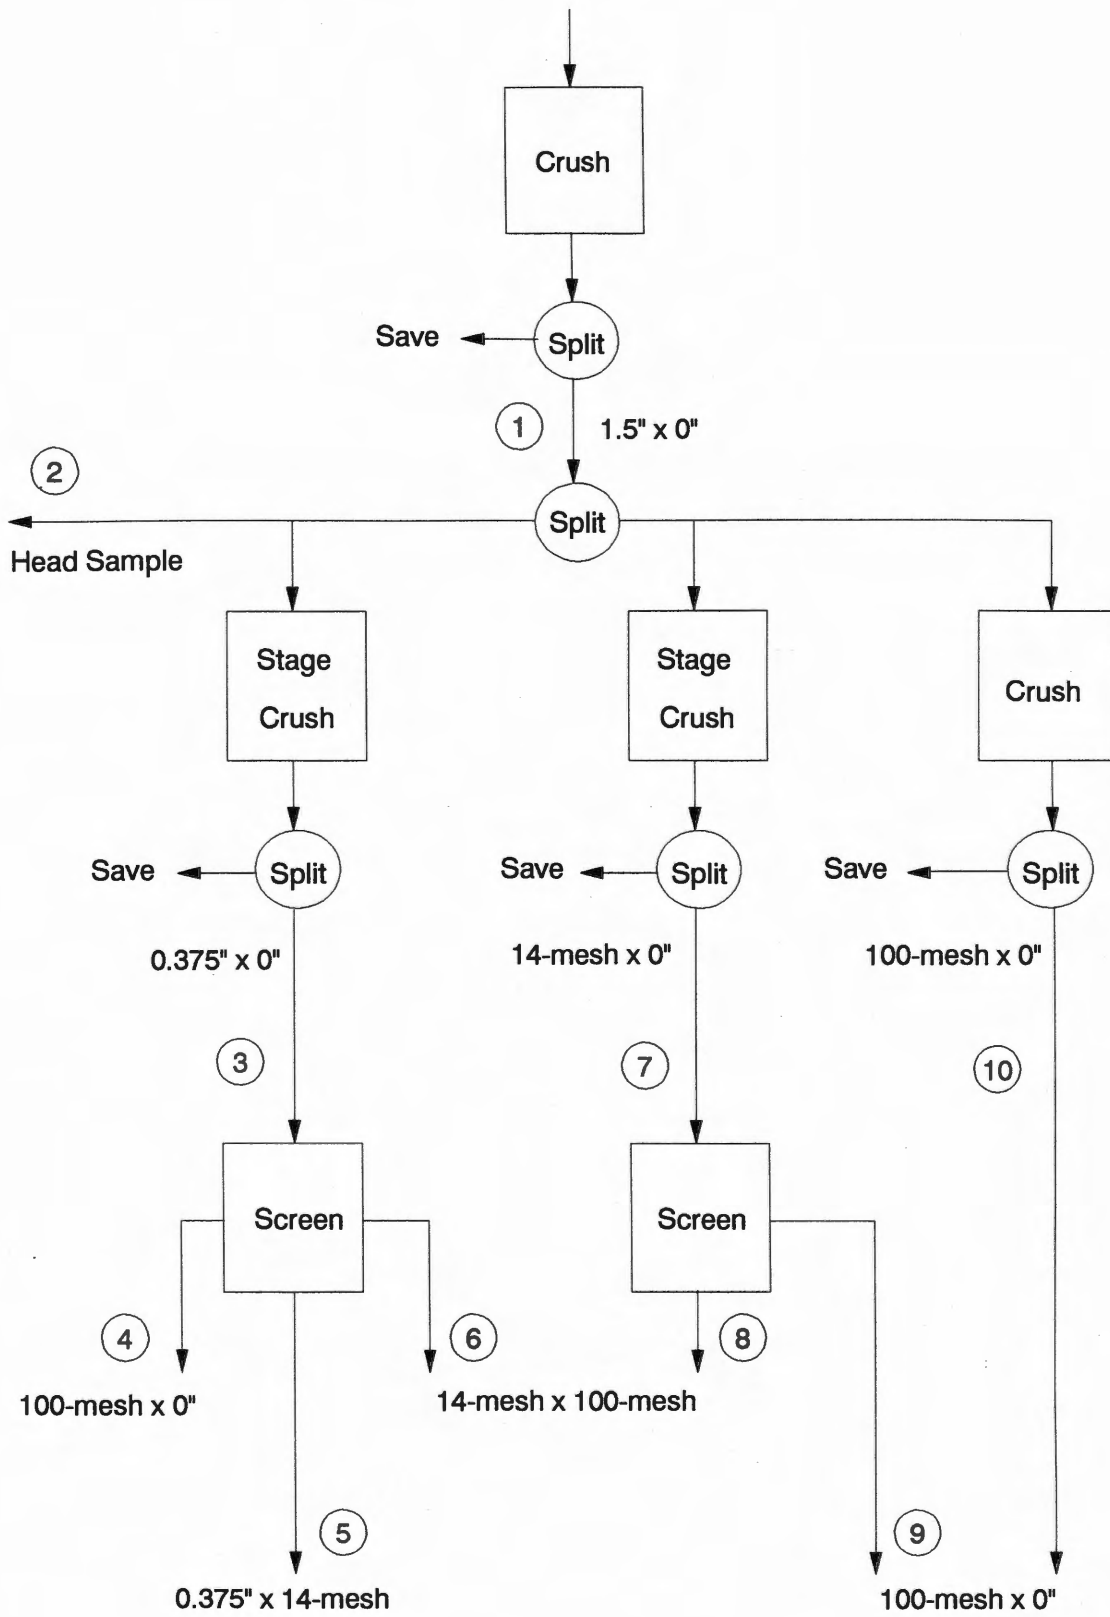 Crush
Save
Split
1
1.5" x 0"
2
Split
Head Sample
Stage
Crush
Stage
Crush
Crush
Save
Split
Save
Split
Save
Split
0.375" x 0"
14-mesh x 0"
100-mesh x 0"
3
7
10
Screen
Screen
4
6
8
100-mesh x 0"
14-mesh x 100-mesh
5
9
0.375" x 14-mesh
100-mesh x 0"